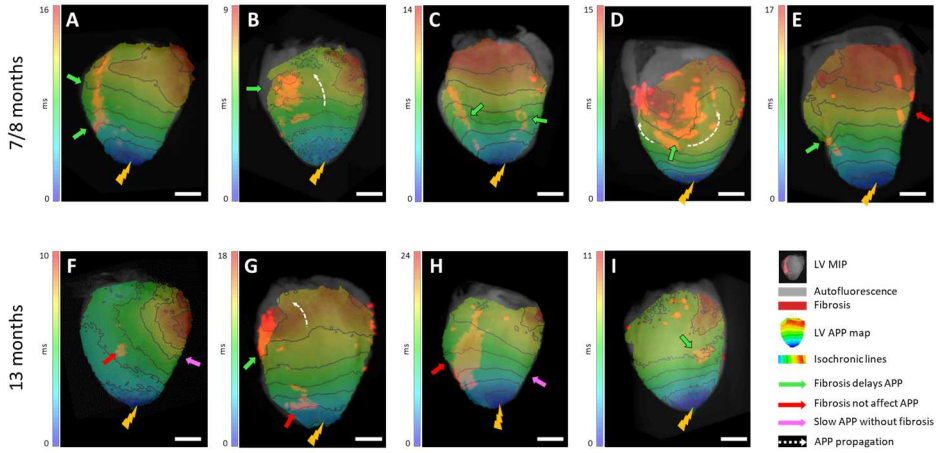 7/8 months
16
ms
0
A
9
ms
0
B
14
ms
0
C
15
ms
0
D
17
ms
0
E
13 months
10
ms
0
F
18
ms
0
G
24
ms
0
H
11
ms
0
I
LV MIP
Autofluorescence
Fibrosis
LV APP map
Isochronic lines
Fibrosis delays APP
Fibrosis not affect APP
Slow APP without fibrosis
APP propagation